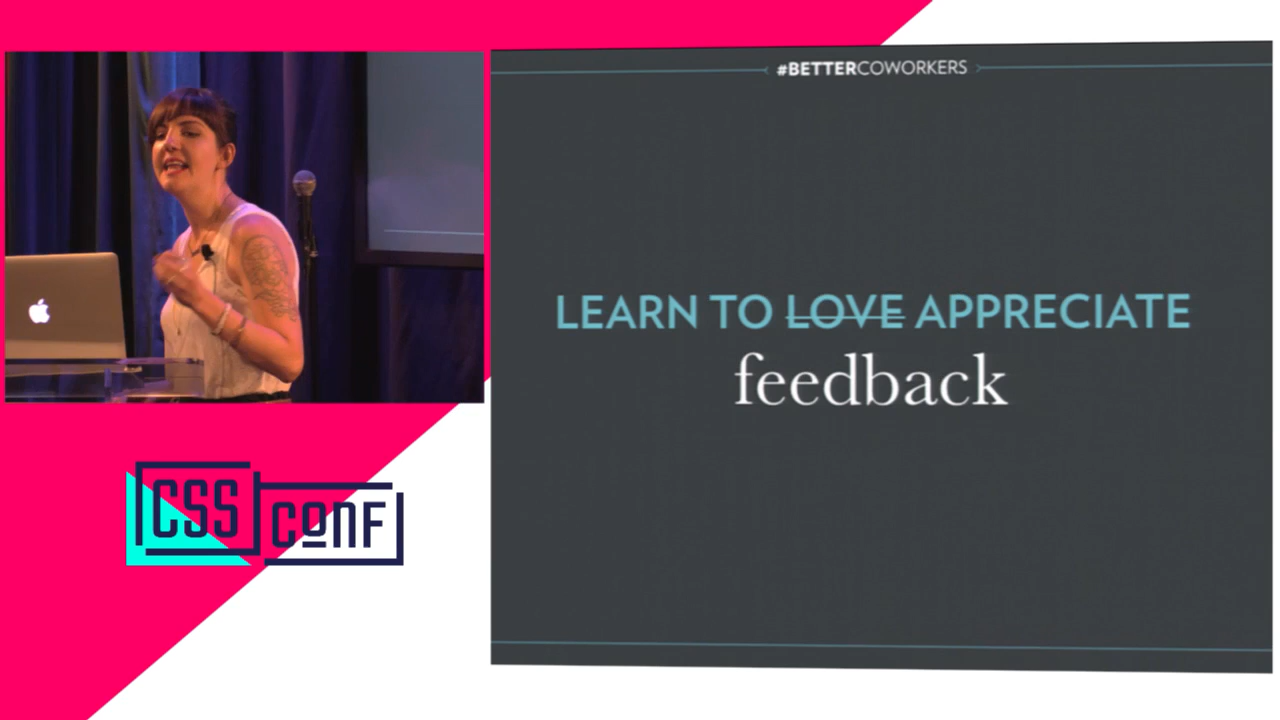 #BETTERCOWORKERS
LEARN TO LOVE APPRECIATE
feedback
CSS
CONF